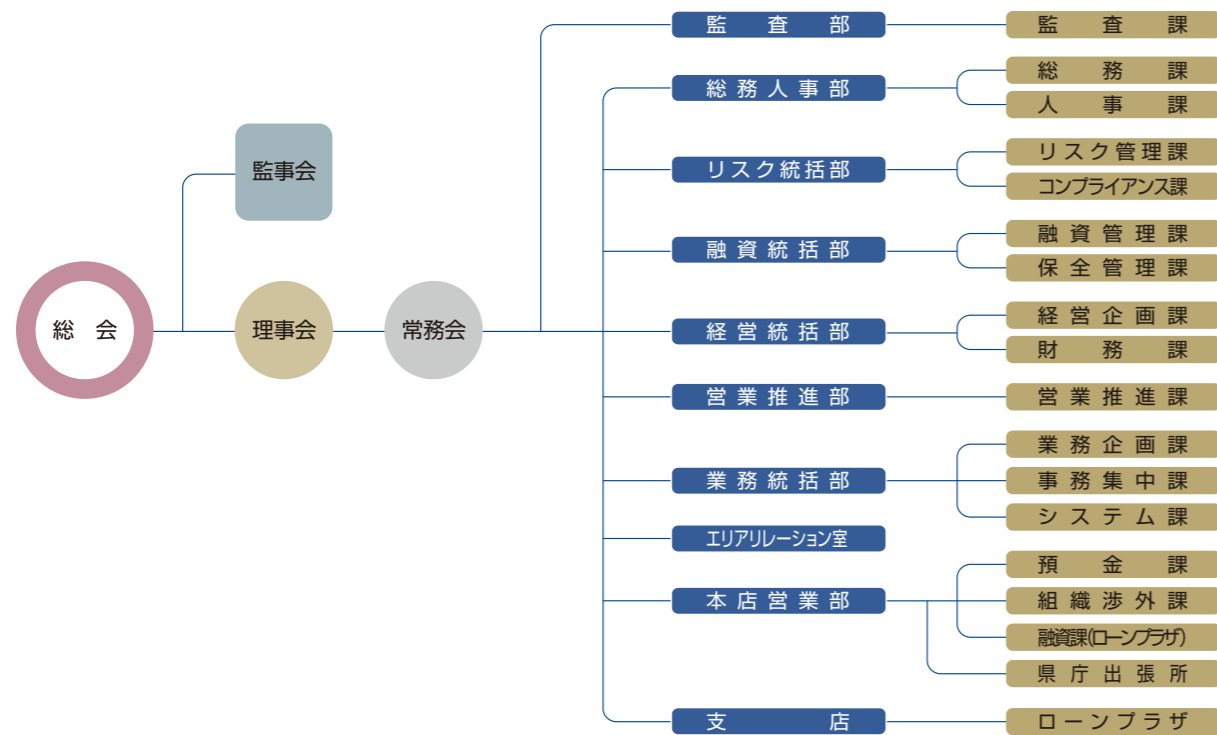 総会
監事会
理事会
常務会
監査部
監査課
総務人事部
総務課
人事課
リスク統括部
リスク管理課
コンプライアンス課
融資統括部
融資管理課
保全管理課
経営統括部
経営企画課
財務課
営業推進部
営業推進課
業務統括部
業務企画課
事務集中課
システム課
エリアリレーション室
本店営業部
預金課
組織渉外課
融資課(ローンプラザ)
県庁出張所
支店
ローンプラザ